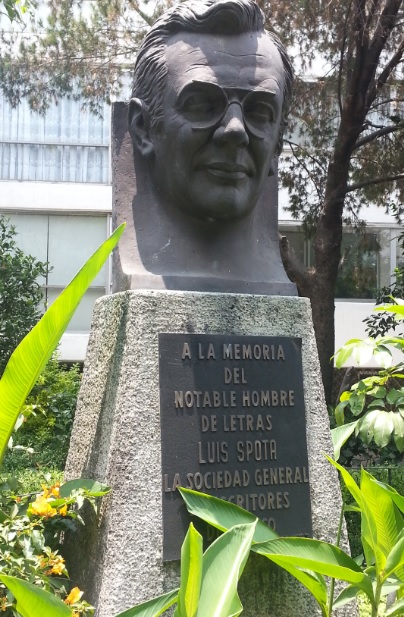 A LA MEMORIA
DEL
NOTABLE HOMBRE
DE LETRAS
LUIS SPOTA
LA SOCIEDAD GENERAL